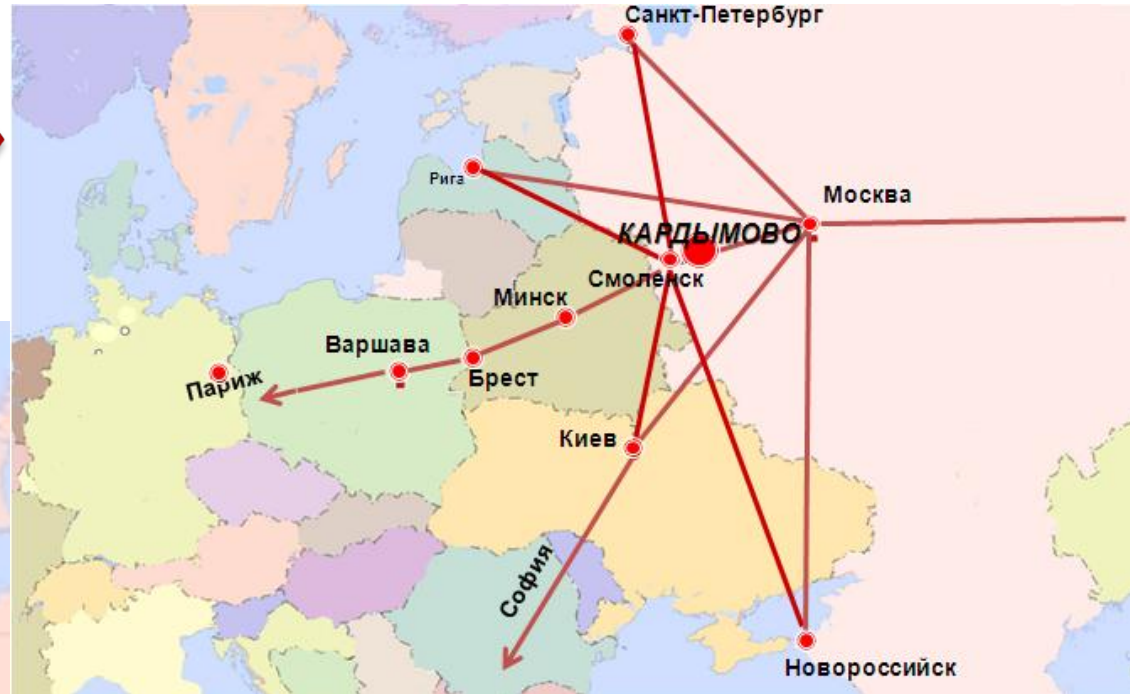 Санкт-Петербург
Рига
Москва
КАРДЫМОВО
Смоленск
Минск
Варшава
Брест
Париж
Киев
София
Новороссийск